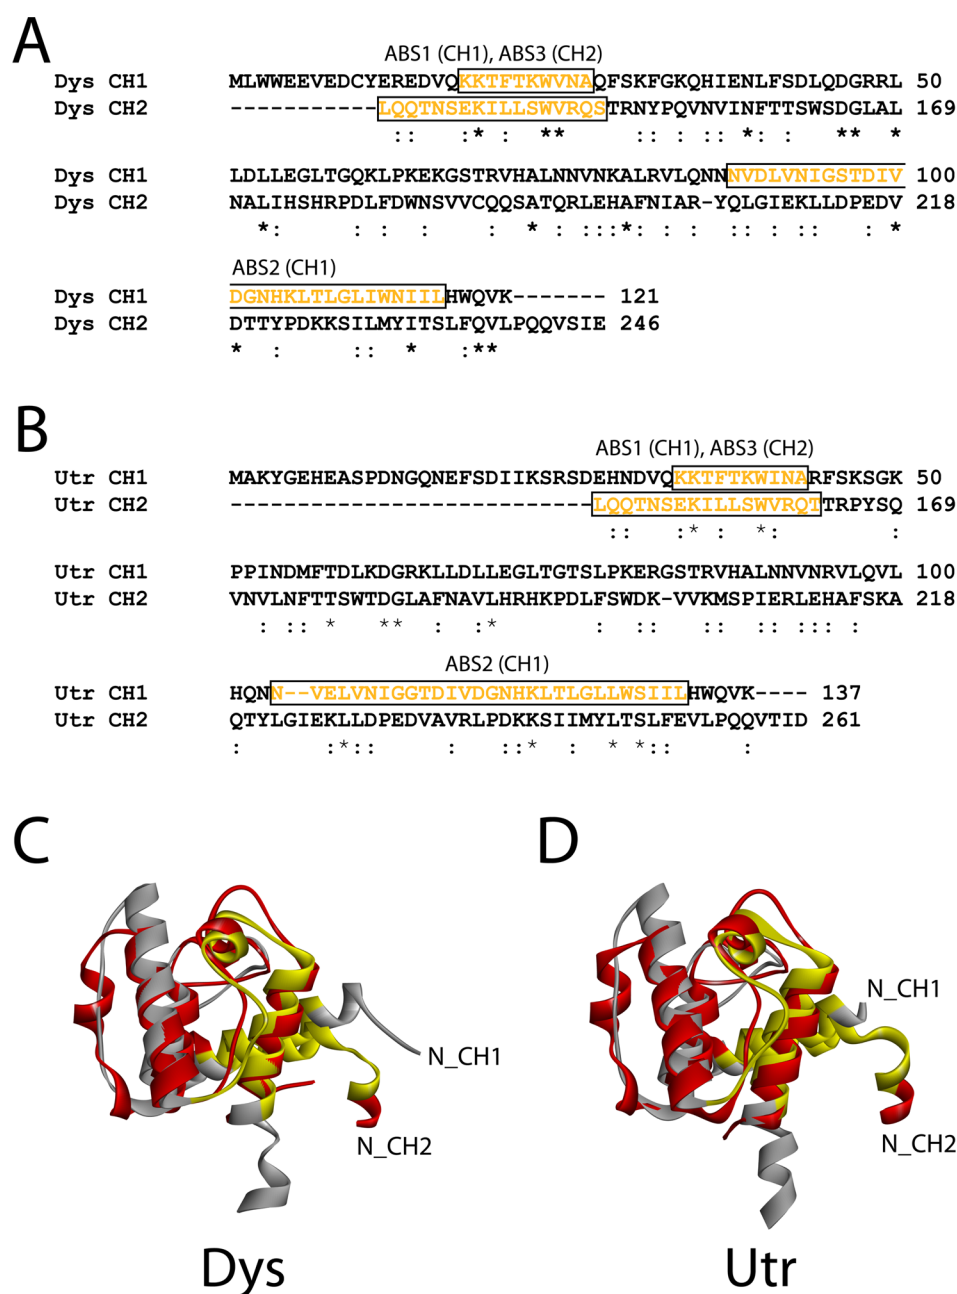 A
ABS1 (CH1), ABS3 (CH2)
Dys CH1 MLWWEEVEDCYEREDVQKKTFTKWVNAQFSKFGKQHIENLFSDLQDGRRL 50
Dys CH2 -----------LQQTNSEKILLSWVRQSTRNYPQVNVINFTTSWSDGLAL 169
:: :* : ** :: : :: *: : ** *
Dys CH1 LDLLEGLTGQKLPKEKGSTRVHALNNVNKALRVLQNNNVDLVNIGSTDIV 100
Dys CH2 NALIHSHRPDLFDWNSVVCQQSATQRLEHAFNIAR-YQLGIEKLLDPEDV 218
*: : : : : * : :::* : : : :: : *
ABS2 (CH1)
Dys CH1 DGNHKLTLGLIWNIILHWQVK------- 121
Dys CH2 DTTYPDKKSILMYITSLFQVLPQQVSIE 246
* : :: * :**
B
ABS1 (CH1), ABS3 (CH2)
Utr CH1 MAKYGEHEASPDNGQNEFSDIIKSRSDEHNDVQKKTFTKWINARFSKSGK 50
Utr CH2 ---------------------------LQQTNSEKILLSWVRQTTRPYSQ 169
:: :* : *: :
Utr CH1 PPINDMFTDLKDGRKLLDLLEGLTGTSLPKERGSTRVHALNNVNRVLQVL 100
Utr CH2 VNVLNFTTSWTDGLAFNAVLHRHKPDLFSWDK-VVKMSPIERLEHAFSKA 218
: :: * ** : :* : :: :: :: ::: :
ABS2 (CH1)
Utr CH1 HQNN--VELVNIGGTDIVDGNHKLTLGLLWSIILHWQVK---- 137
Utr CH2 QTYLGIEKLLDPEDVAVRLPDKKSIIMYLTSLFEVLPQQVTID 261
: :*:: : ::* : * *:: :
C
D
N_CH1
N_CH2
N_CH1
N_CH2
Dys
Utr